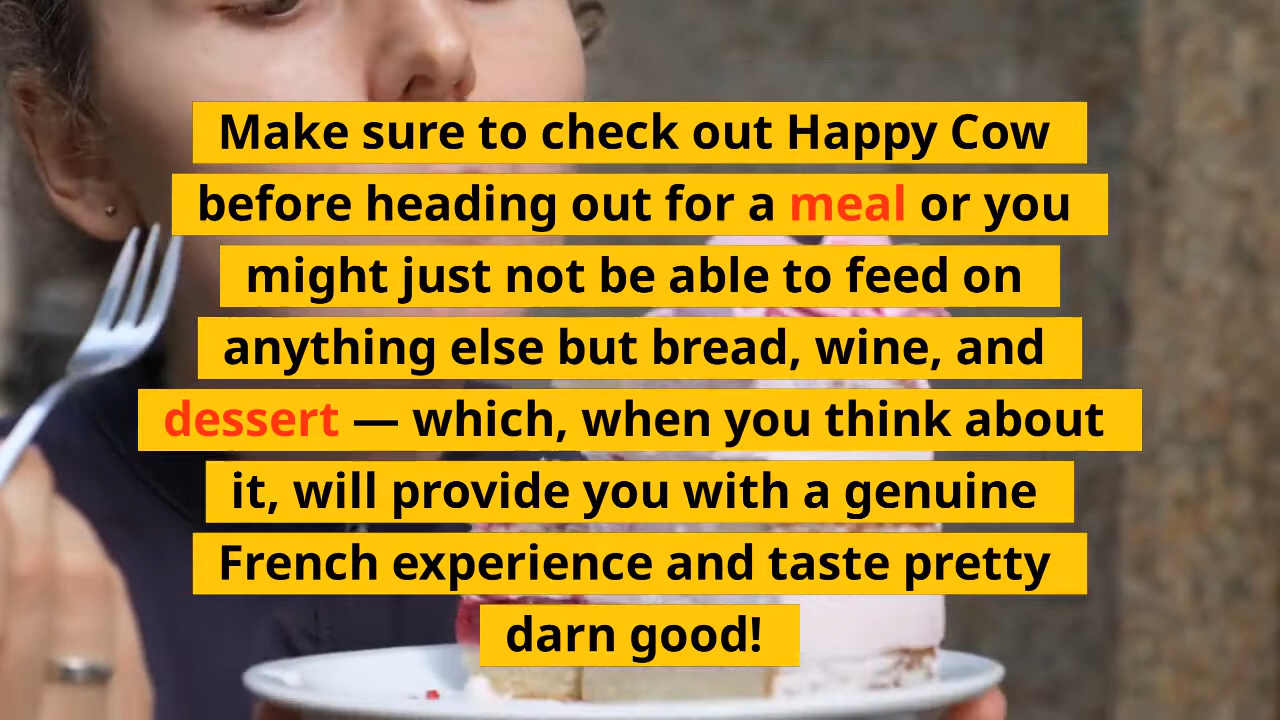 Make sure to check out Happy Cow
before heading out for a meal or you
might just not be able to feed on
anything else but bread, wine, and
dessert — which, when you think about
it, will provide you with a genuine
French experience and taste pretty
darn good!